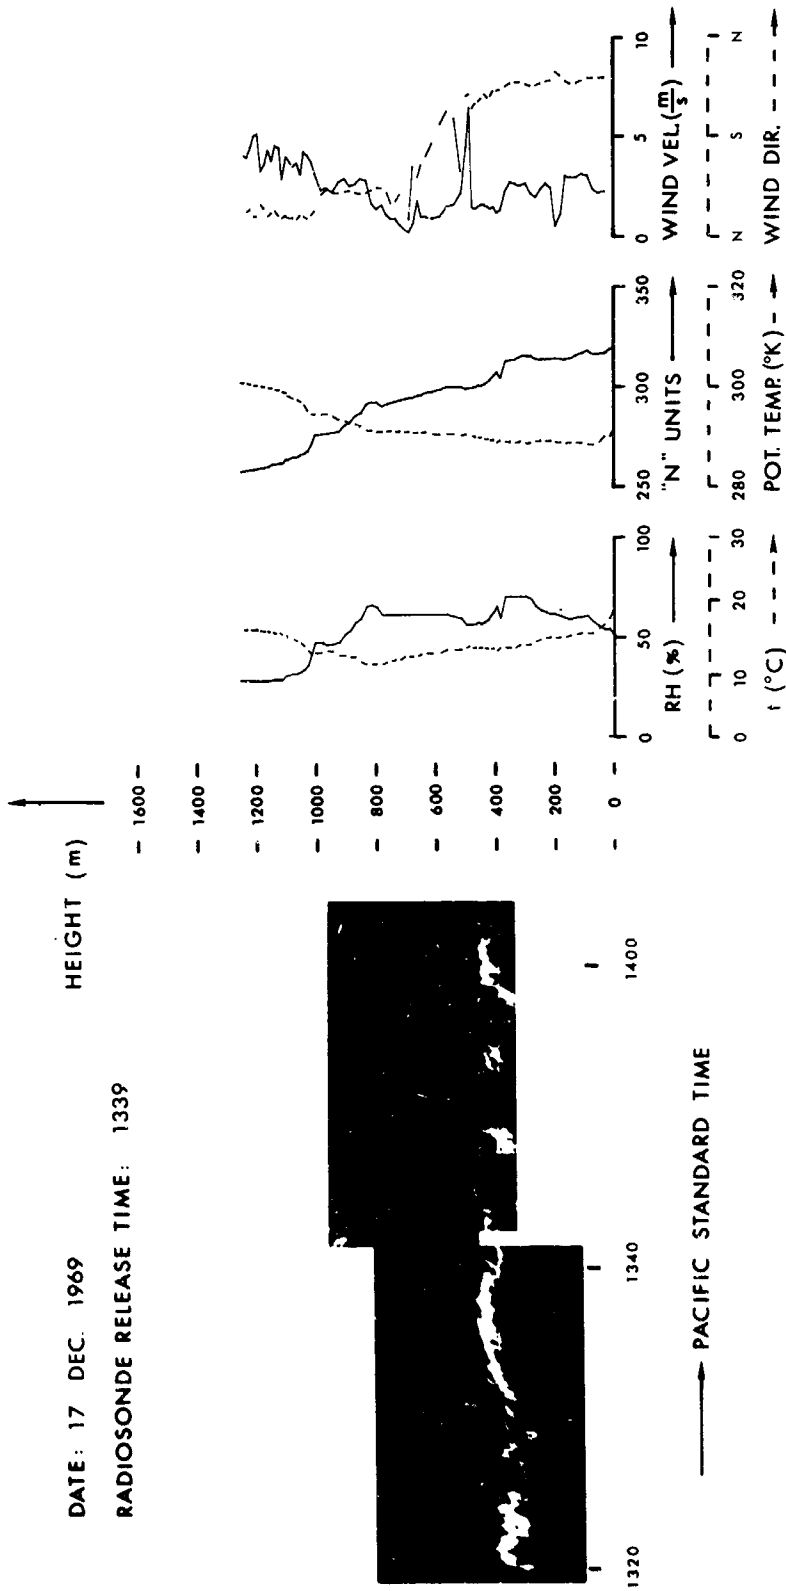 DATE: 17 DEC. 1969
RADIOSONDE RELEASE TIME: 1339
HEIGHT (m)
1600
1400
1200
1000
800
600
400
200
0
1320 1340 1400
PACIFIC STANDARD TIME
0 50 100
RH (%)
0 10 20 30
t (°C)
250 300 350
"N" UNITS
280 300 320
POT. TEMP. (°K)
0 5 10
WIND VEL. (m/s)
N S N
WIND DIR.